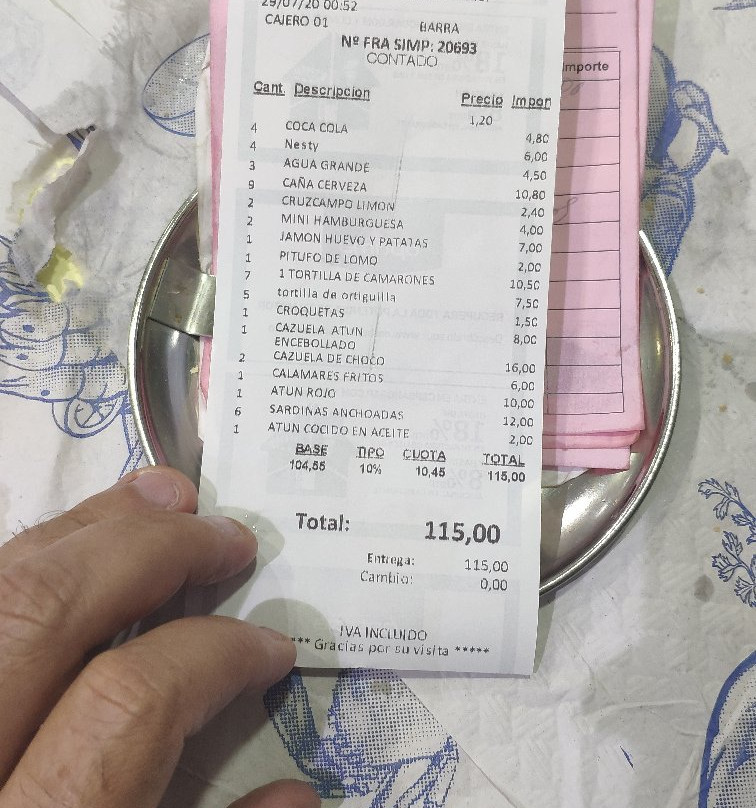 29/07/20 00:52
CAJERO 01 BARRA
Nº FRA SIMP: 20693
CONTADO
Cant. Descripcion Precio Impor
4 COCA COLA 1,20 4,80
4 Nesty 6,00
3 AGUA GRANDE 4,50
9 CAÑA CERVEZA 10,80
2 CRUZCAMPO LIMON 2,40
2 MINI HAMBURGUESA 4,00
1 JAMON HUEVO Y PATATAS 7,00
1 PITUFO DE LOMO 2,00
7 1 TORTILLA DE CAMARONES 10,50
5 tortilla de ortiguilla 7,50
1 CROQUETAS 1,50
1 CAZUELA ATUN 8,00
ENCEBOLLADO
2 CAZUELA DE CHOCO 16,00
1 CALAMARES FRITOS 6,00
1 ATUN ROJO 10,00
6 SARDINAS ANCHOADAS 12,00
1 ATUN COCIDO EN ACEITE 2,00
BASE TIPO CUOTA TOTAL
104,55 10% 10,45 115,00
Total: 115,00
Entrega: 115,00
Cambio: 0,00
IVA INCLUIDO
*** Gracias por su visita *****
Importe